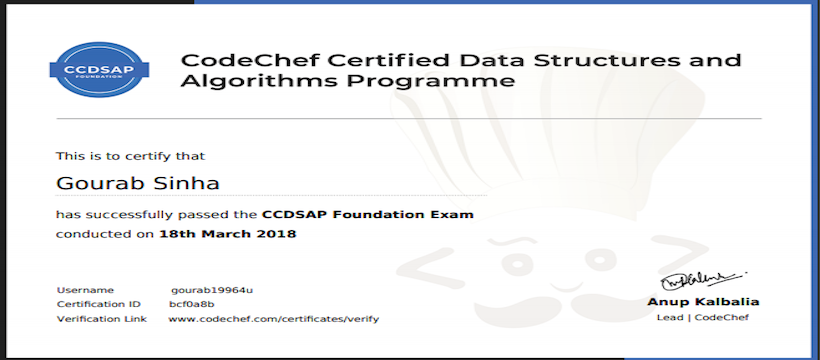 CCDSAP
FOUNDATION
CodeChef Certified Data Structures and
Algorithms Programme
This is to certify that
Gourab Sinha
has successfully passed the CCDSAP Foundation Exam
conducted on 18th March 2018
Username gourab19964u
Certification ID bcf0a8b
Verification Link www.codechef.com/certificates/verify
Anup Kalbalia
Lead | CodeChef